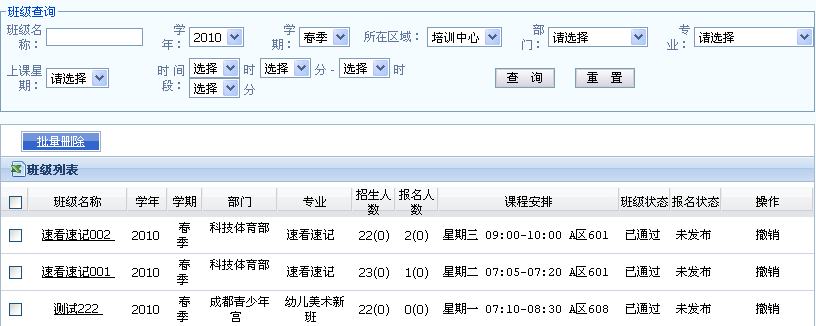 班级查询
班级名称： 学年： 2010 学期： 春季 所在区域： 培训中心 部门： 请选择 专业： 请选择
上课星期： 请选择 时间段： 选择 时 选择 分 - 选择 时 选择 分 查 询 重 置
批量删除
班级列表
班级名称 学年 学期 部门 专业 招生人数 报名人数 课程安排 班级状态 报名状态 操作
速看速记002 2010 春季 科技体育部 速看速记 22(0) 2(0) 星期三 09:00-10:00 A区601 已通过 未发布 撤销
速看速记001 2010 春季 科技体育部 速看速记 23(0) 1(0) 星期二 07:05-07:20 A区601 已通过 未发布 撤销
测试222 2010 春季 成都青少年宫 幼儿美术新班 22(0) 0(0) 星期一 07:10-08:30 A区608 已通过 未发布 撤销